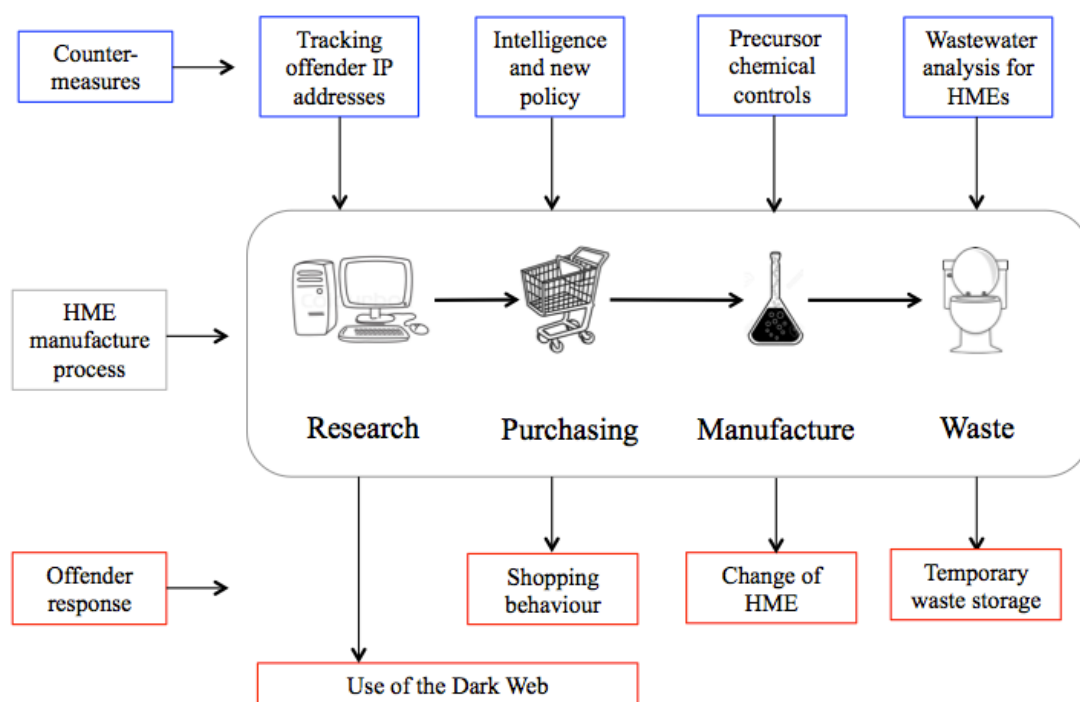 Counter-
measures
Tracking
offender IP
addresses
Intelligence
and new
policy
Precursor
chemical
controls
Wastewater
analysis for
HMEs
HME
manufacture
process
Research
Purchasing
Manufacture
Waste
Offender
response
Shopping
behaviour
Change of
HME
Temporary
waste storage
Use of the Dark Web